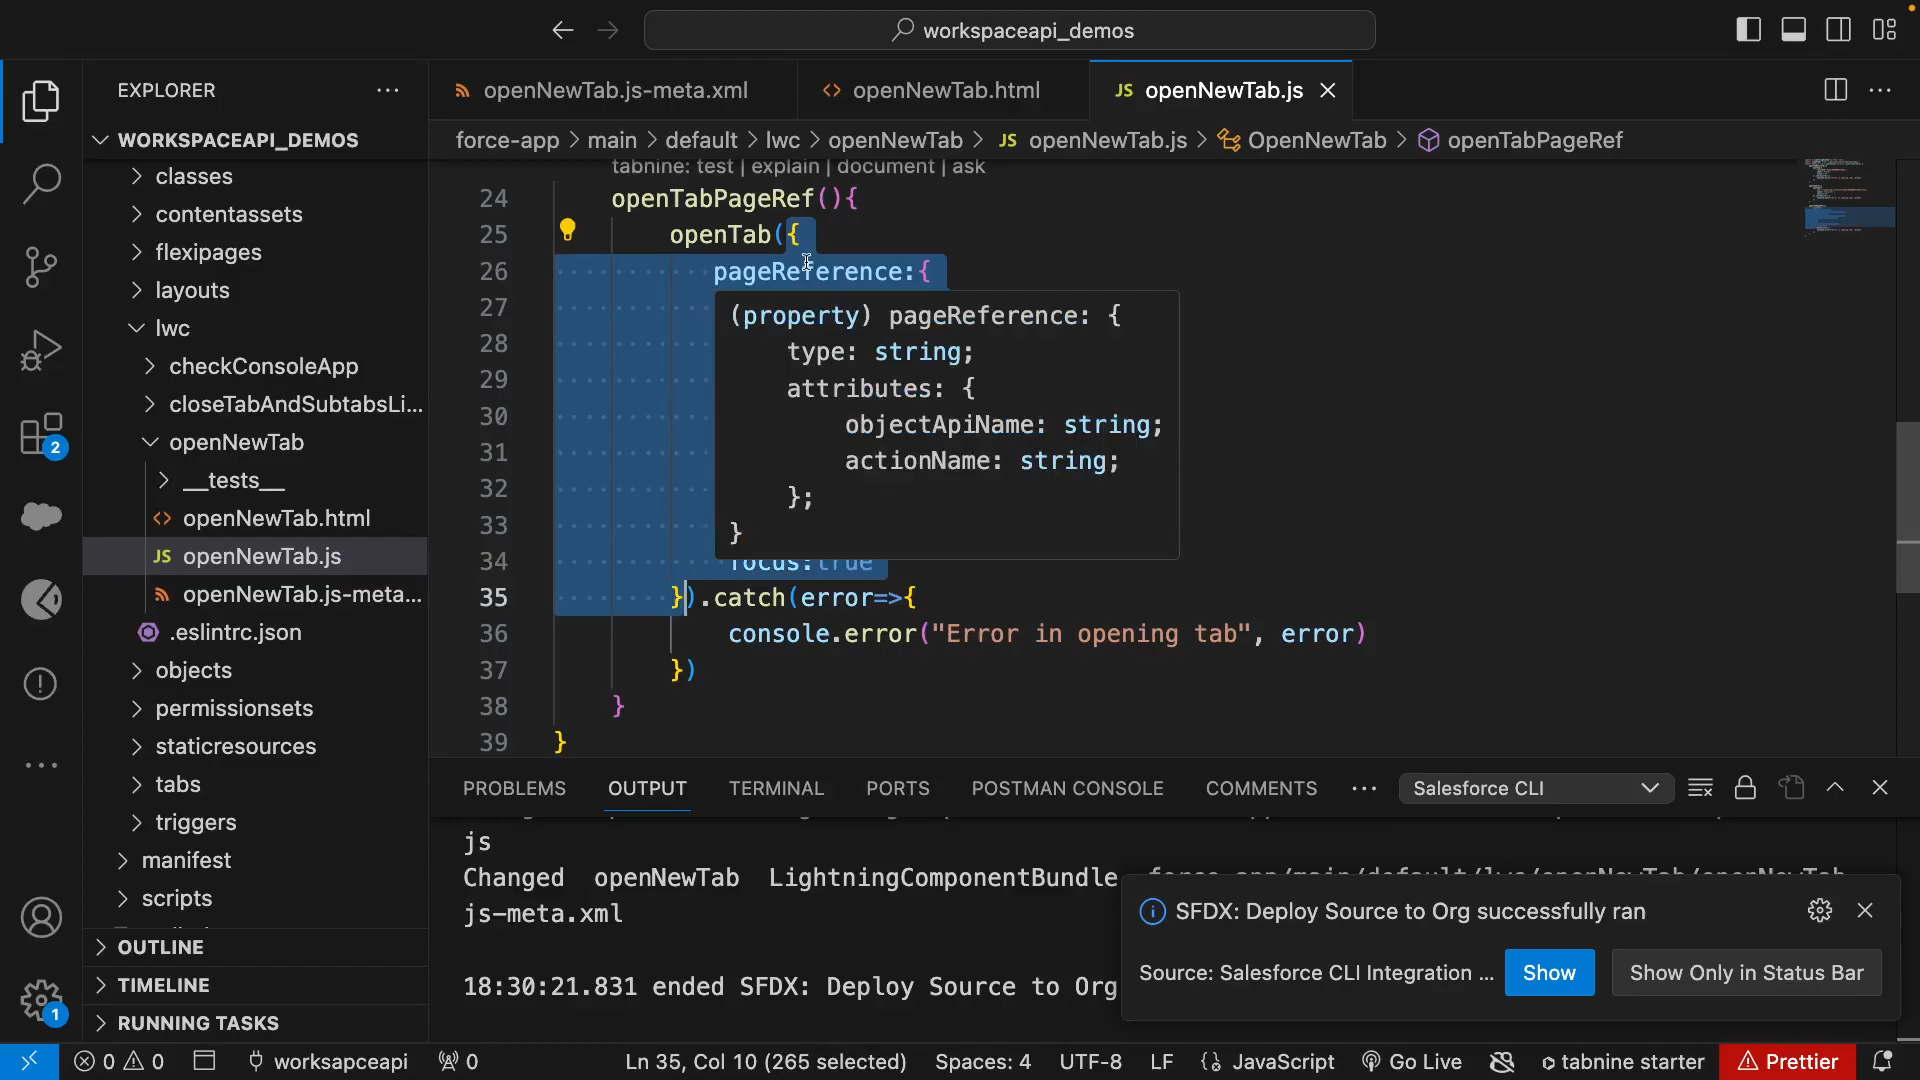 workspaceapi_demos
EXPLORER
openNewTab.js-meta.xml
<> openNewTab.html
JS openNewTab.js
WORKSPACEAPI_DEMOS
force-app > main > default > lwc > openNewTab > JS openNewTab.js > OpenNewTab > openTabPageRef
classes
contentassets
flexipages
layouts
lwc
checkConsoleApp
closeTabAndSubtabsLi...
openNewTab
__tests__
<> openNewTab.html
JS openNewTab.js
openNewTab.js-meta...
.eslintrc.json
objects
permissionsets
staticresources
tabs
triggers
manifest
scripts
OUTLINE
TIMELINE
RUNNING TASKS
2
1
tabnine: test | explain | document | ask
24 openTabPageRef(){
25 openTab({
26 pageReference:{
27 (property) pageReference: {
28 type: string;
29 attributes: {
30 objectApiName: string;
31 actionName: string;
32 };
33 }
34 focus:true
35 }).catch(error=>{
36 console.error("Error in opening tab", error)
37 })
38 }
39 }
PROBLEMS OUTPUT TERMINAL PORTS POSTMAN CONSOLE COMMENTS ... Salesforce CLI
js
Changed openNewTab LightningComponentBundle
js-meta.xml
18:30:21.831 ended SFDX: Deploy Source to Org
SFDX: Deploy Source to Org successfully ran
Source: Salesforce CLI Integration ... Show Show Only in Status Bar
0 0 worksapceapi 0 Ln 35, Col 10 (265 selected) Spaces: 4 UTF-8 LF {} JavaScript Go Live tabnine starter Prettier